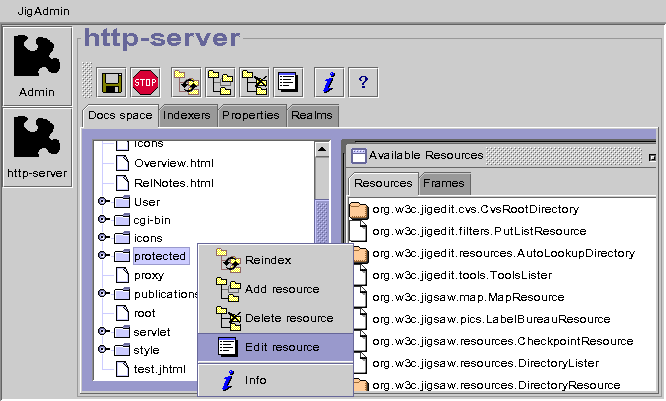 JigAdmin
http-server
Admin
http-server
STOP
i
?
Docs space
Indexers
Properties
Realms
icons
Overview.html
RelNotes.html
User
cgi-bin
icons
protected
proxy
publications
root
servlet
style
test.jhtml
Reindex
Add resource
Delete resource
Edit resource
i
Info
Available Resources
Resources
Frames
org.w3c.jigedit.cvs.CvsRootDirectory
org.w3c.jigedit.filters.PutListResource
org.w3c.jigedit.resources.AutoLookupDirectory
org.w3c.jigedit.tools.ToolsLister
org.w3c.jigsaw.map.MapResource
org.w3c.jigsaw.pics.LabelBureauResource
org.w3c.jigsaw.resources.CheckpointResource
org.w3c.jigsaw.resources.DirectoryLister
org.w3c.jigsaw.resources.DirectoryResource